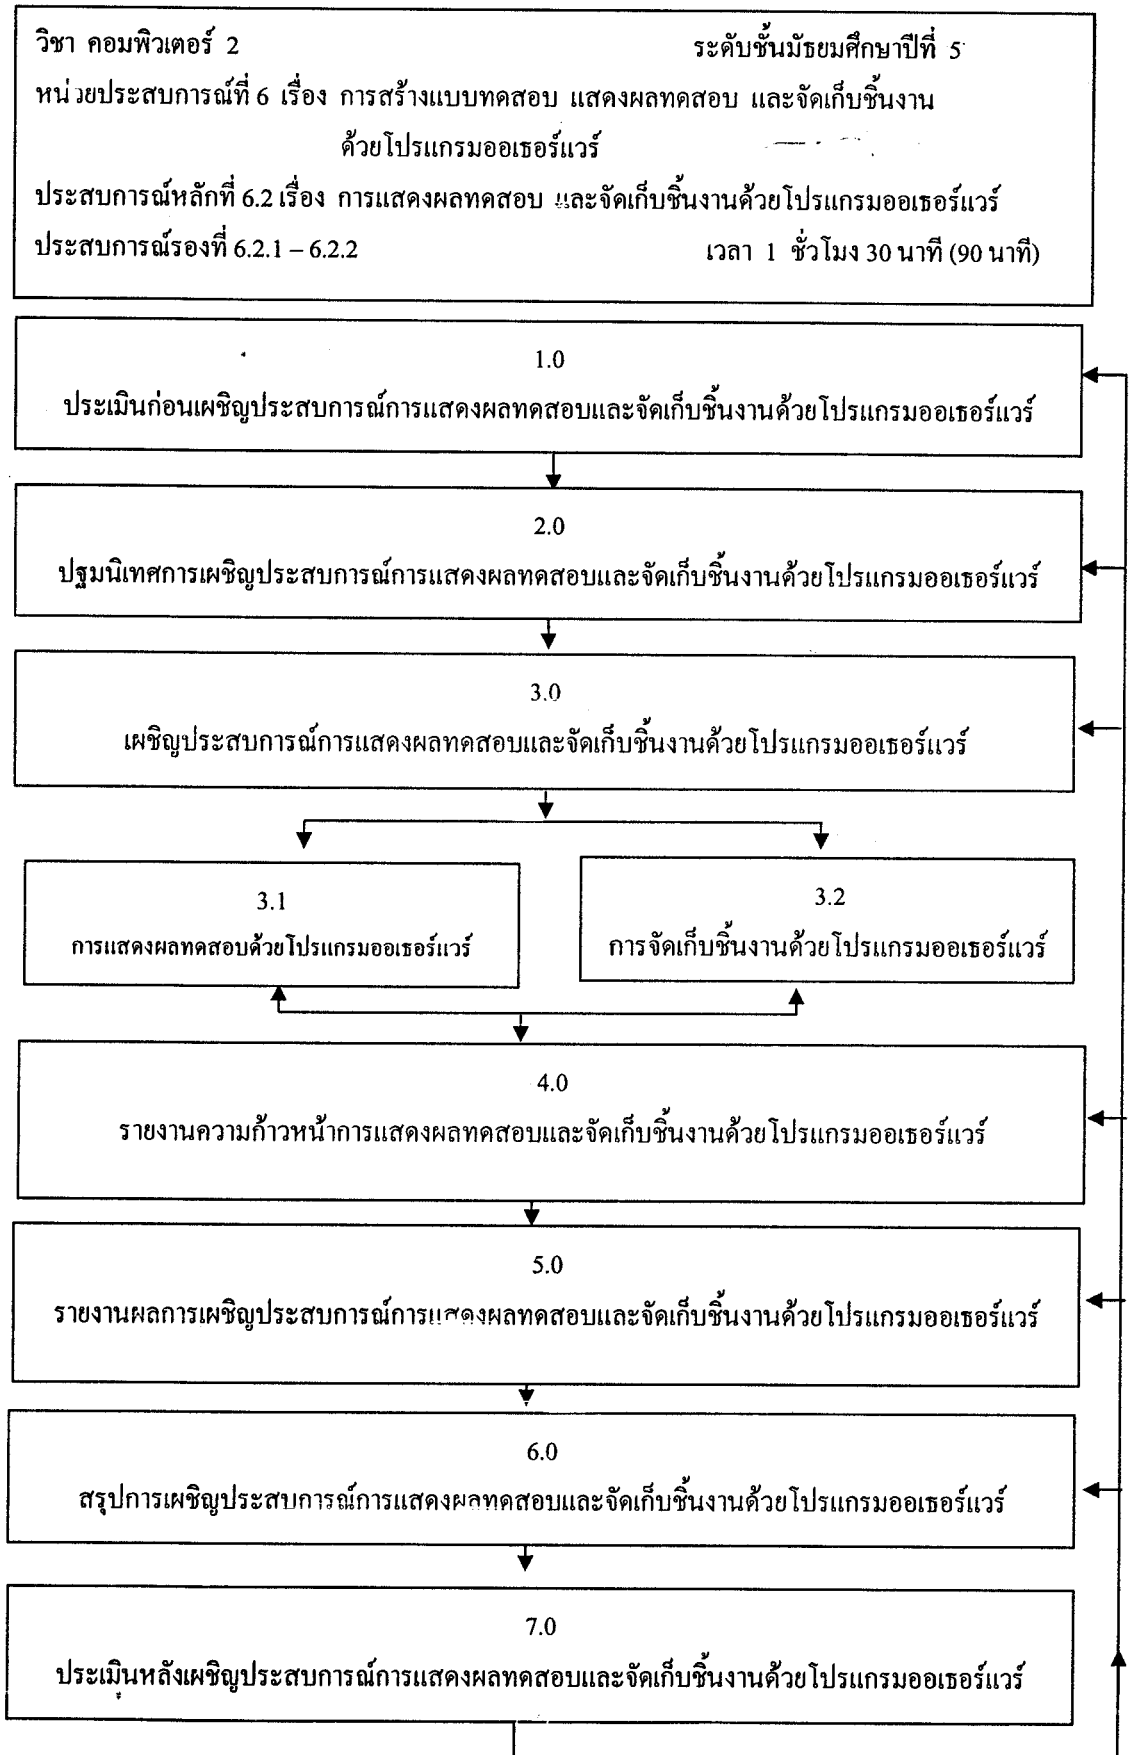 วิชา คอมพิวเตอร์ 2 ระดับชั้นมัธยมศึกษาปีที่ 5
หน่วยประสบการณ์ที่ 6 เรื่อง การสร้างแบบทดสอบ แสดงผลทดสอบ และจัดเก็บชิ้นงาน
ด้วยโปรแกรมออเธอร์แวร์
ประสบการณ์หลักที่ 6.2 เรื่อง การแสดงผลทดสอบ และจัดเก็บชิ้นงานด้วยโปรแกรมออเธอร์แวร์
ประสบการณ์รองที่ 6.2.1 – 6.2.2 เวลา 1 ชั่วโมง 30 นาที (90 นาที)
1.0
ประเมินก่อนเผชิญประสบการณ์การแสดงผลทดสอบและจัดเก็บชิ้นงานด้วยโปรแกรมออเธอร์แวร์
2.0
ปฐมนิเทศการเผชิญประสบการณ์การแสดงผลทดสอบและจัดเก็บชิ้นงานด้วยโปรแกรมออเธอร์แวร์
3.0
เผชิญประสบการณ์การแสดงผลทดสอบและจัดเก็บชิ้นงานด้วยโปรแกรมออเธอร์แวร์
3.1
การแสดงผลทดสอบด้วยโปรแกรมออเธอร์แวร์
3.2
การจัดเก็บชิ้นงานด้วยโปรแกรมออเธอร์แวร์
4.0
รายงานความก้าวหน้าการแสดงผลทดสอบและจัดเก็บชิ้นงานด้วยโปรแกรมออเธอร์แวร์
5.0
รายงานผลการเผชิญประสบการณ์การแสดงผลทดสอบและจัดเก็บชิ้นงานด้วยโปรแกรมออเธอร์แวร์
6.0
สรุปการเผชิญประสบการณ์การแสดงผลทดสอบและจัดเก็บชิ้นงานด้วยโปรแกรมออเธอร์แวร์
7.0
ประเมินหลังเผชิญประสบการณ์การแสดงผลทดสอบและจัดเก็บชิ้นงานด้วยโปรแกรมออเธอร์แวร์